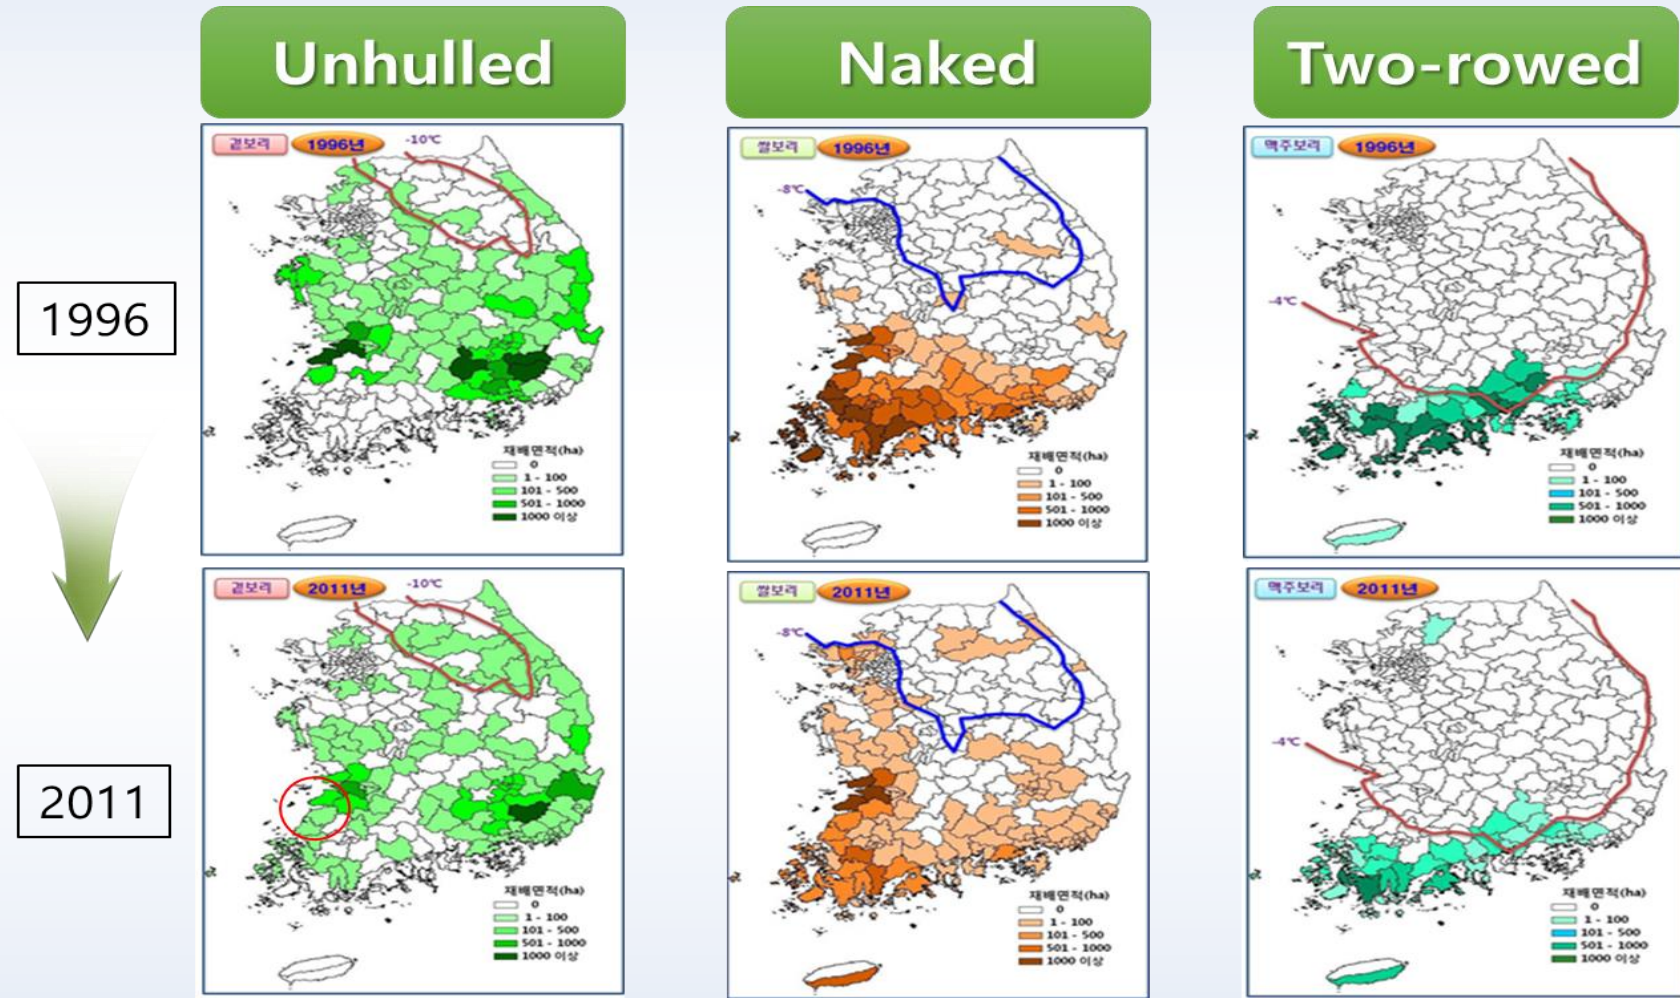 Unhulled
Naked
Two-rowed
1996
겉보리 1996년 -10℃
재배면적(ha)
0
1 - 100
101 - 500
501 - 1000
1000 이상
쌀보리 1996년
-8℃
재배면적(ha)
0
1 - 100
101 - 500
501 - 1000
1000 이상
맥주보리 1996년
-4℃
재배면적(ha)
0
1 - 100
101 - 500
501 - 1000
1000 이상
2011
겉보리 2011년 -10℃
재배면적(ha)
0
1 - 100
101 - 500
501 - 1000
1000 이상
쌀보리 2011년
-8℃
재배면적(ha)
0
1 - 100
101 - 500
501 - 1000
1000 이상
맥주보리 2011년
-4℃
재배면적(ha)
0
1 - 100
101 - 500
501 - 1000
1000 이상